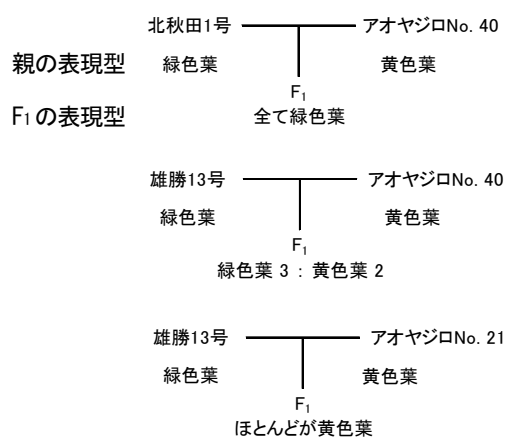 北秋田1号 アオヤジロNo. 40
親の表現型 緑色葉 黄色葉
F1
F1の表現型 全て緑色葉
雄勝13号 アオヤジロNo. 40
緑色葉 黄色葉
F1
緑色葉 3 : 黄色葉 2
雄勝13号 アオヤジロNo. 21
緑色葉 黄色葉
F1
ほとんどが黄色葉